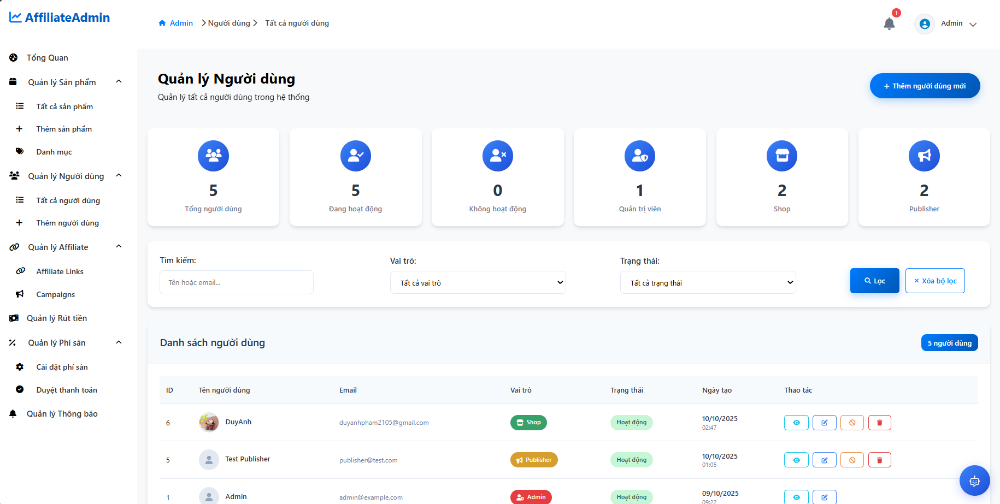 AffiliateAdmin
Admin
Người dùng
Tất cả người dùng
1
Admin
Tổng Quan
Quản lý Sản phẩm
Tất cả sản phẩm
Thêm sản phẩm
Danh mục
Quản lý Người dùng
Tất cả người dùng
Thêm người dùng
Quản lý Affiliate
Affiliate Links
Campaigns
Quản lý Rút tiền
Quản lý Phí sàn
Cài đặt phí sàn
Duyệt thanh toán
Quản lý Thông báo
Quản lý Người dùng
Quản lý tất cả người dùng trong hệ thống
+ Thêm người dùng mới
5
Tổng người dùng
5
Đang hoạt động
0
Không hoạt động
1
Quản trị viên
2
Shop
2
Publisher
Tìm kiếm:
Tên hoặc email...
Vai trò:
Tất cả vai trò
Trạng thái:
Tất cả trạng thái
Lọc
× Xóa bộ lọc
Danh sách người dùng
5 người dùng
ID Tên người dùng Email Vai trò Trạng thái Ngày tạo Thao tác
6 DuyAnh duyanhpham2105@gmail.com Shop Hoạt động 10/10/2025
02:47
5 Test Publisher publisher@test.com Publisher Hoạt động 10/10/2025
01:05
1 Admin admin@example.com Admin Hoạt động 09/10/2025
09:22